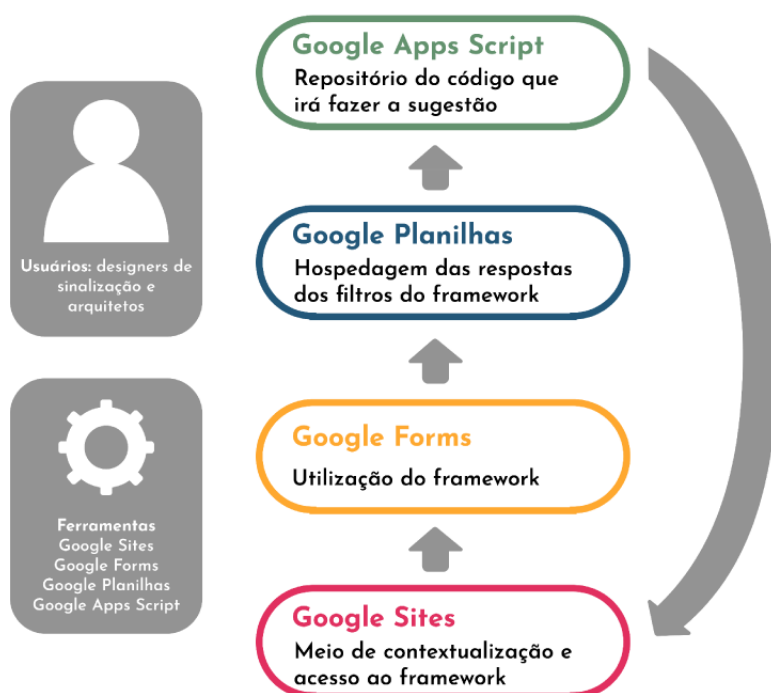 Google Apps Script
Repositório do código que
irá fazer a sugestão
Usuários: designers de
sinalização e
arquitetos
Google Planilhas
Hospedagem das respostas
dos filtros do framework
Google Forms
Utilização do framework
Ferramentas
Google Sites
Google Forms
Google Planilhas
Google Apps Script
Google Sites
Meio de contextualização e
acesso ao framework